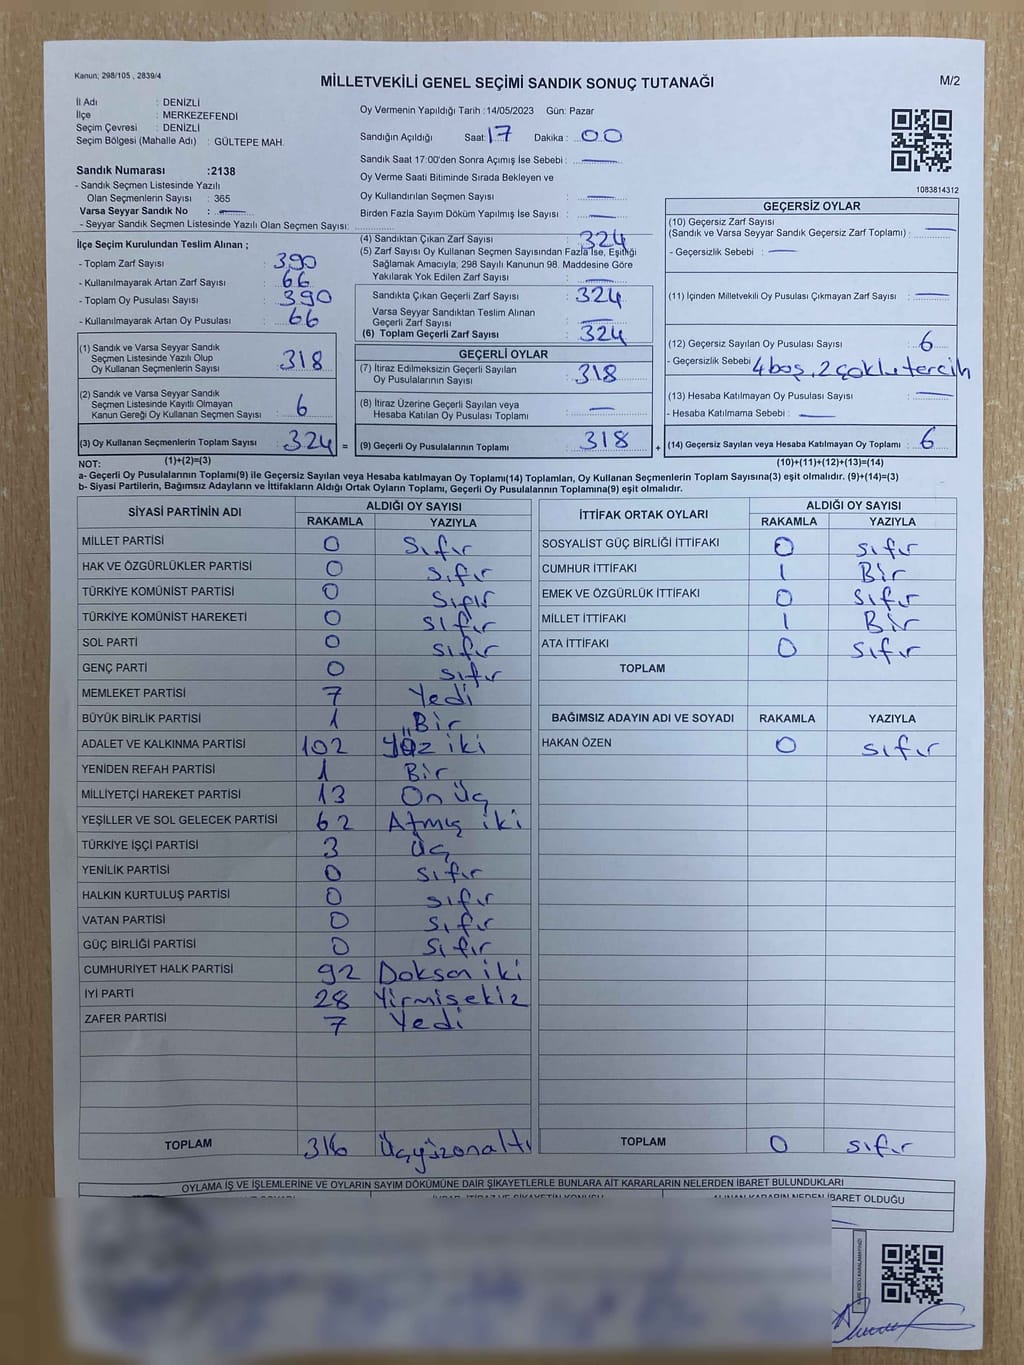 Kanun; 298/105 , 2839/4
MİLLETVEKİLİ GENEL SEÇİMİ SANDIK SONUÇ TUTANAĞI
M/2
İl Adı : DENİZLİ
İlçe : MERKEZEFENDİ
Seçim Çevresi : DENİZLİ
Seçim Bölgesi (Mahalle Adı) : GÜLTEPE MAH.
Oy Vermenin Yapıldığı Tarih :14/05/2023 Gün: Pazar
Sandığın Açıldığı Saat: 17 Dakika : 00
Sandık Saat 17:00'den Sonra Açımış İse Sebebi : —
Oy Verme Saati Bitiminde Sırada Bekleyen ve
Oy Kullandırılan Seçmen Sayısı : —
Birden Fazla Sayım Döküm Yapılmış İse Sayısı : —
1083814312
Sandık Numarası :2138
- Sandık Seçmen Listesinde Yazılı
Olan Seçmenlerin Sayısı : 365
Varsa Seyyar Sandık No : —
- Seyyar Sandık Seçmen Listesinde Yazılı Olan Seçmen Sayısı:
İlçe Seçim Kurulundan Teslim Alınan ;
- Toplam Zarf Sayısı : 390
- Kullanılmayarak Artan Zarf Sayısı : 66
- Toplam Oy Pusulası Sayısı : 390
- Kullanılmayarak Artan Oy Pusulası : 66
(1) Sandık ve Varsa Seyyar Sandık
Seçmen Listesinde Yazılı Olup
Oy Kullanan Seçmenlerin Sayısı : 318
(2) Sandık ve Varsa Seyyar Sandık
Seçmen Listesinde Kayıtlı Olmayan
Kanun Gereği Oy Kullanan Seçmen Sayısı : 6
(3) Oy Kullanan Seçmenlerin Toplam Sayısı : 324 =
(1)+(2)=(3)
(4) Sandıktan Çıkan Zarf Sayısı : 324
(5) Zarf Sayısı Oy Kullanan Seçmen Sayısından Fazla İse, Eşitliği
Sağlamak Amacıyla; 298 Sayılı Kanunun 98. Maddesine Göre
Yakılarak Yok Edilen Zarf Sayısı : —
Sandıkta Çıkan Geçerli Zarf Sayısı : 324
Varsa Seyyar Sandıktan Teslim Alınan
Geçerli Zarf Sayısı : —
(6) Toplam Geçerli Zarf Sayısı : 324
GEÇERLİ OYLAR
(7) İtiraz Edilmeksizin Geçerli Sayılan
Oy Pusulalarının Sayısı : 318
(8) İtiraz Üzerine Geçerli Sayılan veya
Hesaba Katılan Oy Pusulası Toplamı : —
(9) Geçerli Oy Pusulalarının Toplamı : 318 +
GEÇERSİZ OYLAR
(10) Geçersiz Zarf Sayısı
(Sandık ve Varsa Seyyar Sandık Geçersiz Zarf Toplamı) : —
- Geçersizlik Sebebi : —
(11) İçinden Milletvekili Oy Pusulası Çıkmayan Zarf Sayısı : —
(12) Geçersiz Sayılan Oy Pusulası Sayısı : 6
- Geçersizlik Sebebi : 4 boş, 2 çoklu tercih
(13) Hesaba Katılmayan Oy Pusulası Sayısı : —
- Hesaba Katılmama Sebebi : —
(14) Geçersiz Sayılan veya Hesaba Katılmayan Oy Toplamı : 6
(10)+(11)+(12)+(13)=(14)
NOT:
a- Geçerli Oy Pusulalarının Toplamı(9) ile Geçersiz Sayılan veya Hesaba katılmayan Oy Toplamı(14) Toplamları, Oy Kullanan Seçmenlerin Toplam Sayısına(3) eşit olmalıdır. (9)+(14)=(3)
b- Siyasi Partilerin, Bağımsız Adayların ve İttifakların Aldığı Ortak Oyların Toplamı, Geçerli Oy Pusulalarının Toplamına(9) eşit olmalıdır.
SİYASİ PARTİNİN ADI ALDIĞI OY SAYISI
RAKAMLA YAZIYLA
MİLLET PARTİSİ 0 Sıfır
HAK VE ÖZGÜRLÜKLER PARTİSİ 0 sıfır
TÜRKİYE KOMÜNİST PARTİSİ 0 Sıfır
TÜRKİYE KOMÜNİST HAREKETİ 0 sıfır
SOL PARTİ 0 sıfır
GENÇ PARTİ 0 sıfır
MEMLEKET PARTİSİ 7 Yedi
BÜYÜK BİRLİK PARTİSİ 1 Bir
ADALET VE KALKINMA PARTİSİ 102 Yüz iki
YENİDEN REFAH PARTİSİ 1 Bir
MİLLİYETÇİ HAREKET PARTİSİ 13 On Üç
YEŞİLLER VE SOL GELECEK PARTİSİ 62 Atmış iki
TÜRKİYE İŞÇİ PARTİSİ 3 Üç
YENİLİK PARTİSİ 0 sıfır
HALKIN KURTULUŞ PARTİSİ 0 sıfır
VATAN PARTİSİ 0 sıfır
GÜÇ BİRLİĞİ PARTİSİ 0 sıfır
CUMHURİYET HALK PARTİSİ 92 Doksan iki
İYİ PARTİ 28 Yirmisekiz
ZAFER PARTİSİ 7 Yedi
TOPLAM 316 Üçyüzonaltı
İTTİFAK ORTAK OYLARI ALDIĞI OY SAYISI
RAKAMLA YAZIYLA
SOSYALİST GÜÇ BİRLİĞİ İTTİFAKI 0 sıfır
CUMHUR İTTİFAKI 1 Bir
EMEK VE ÖZGÜRLÜK İTTİFAKI 0 sıfır
MİLLET İTTİFAKI 1 Bir
ATA İTTİFAKI 0 sıfır
TOPLAM
BAĞIMSIZ ADAYIN ADI VE SOYADI RAKAMLA YAZIYLA
HAKAN ÖZEN 0 sıfır
TOPLAM 0 sıfır
OYLAMA İŞ VE İŞLEMLERİNE VE OYLARIN SAYIM DÖKÜMÜNE DAİR ŞİKAYETLERLE BUNLARA AİT KARARLARIN NELERDEN İBARET BULUNDUKLARI
ALINAN KARARIN NEDEN İBARET OLDUĞU